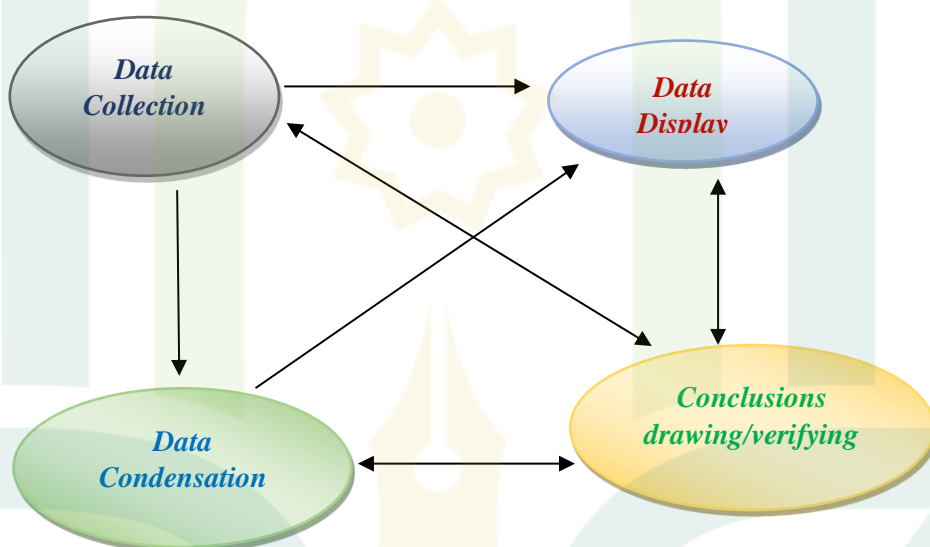 Data
Collection
Data
Display
Data
Condensation
Conclusions
drawing/verifying